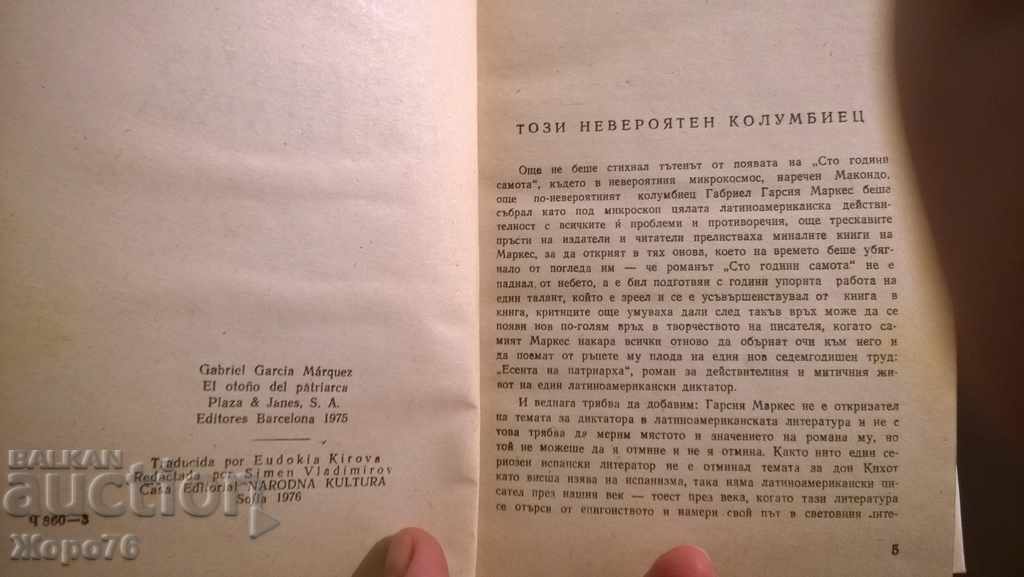 Gabriel García Márquez
El otoño del pátriarca
Plaza & Janes, S. A.
Editores Barcelona 1975
Traducida por Eudokia Kirova
Redactada por Simen Vladimirov
Casa Editorial NARODNA KULTURA
Sofia 1976
Ч 860—3
BALKAN
auction
Жоро76
ТОЗИ НЕВЕРОЯТЕН КОЛУМБИЕЦ
Още не беше стихнал тътенът от появата на „Сто години
самота“, където в невероятния микрокосмос, наречен Макондо,
още по-невероятният колумбиец Габриел Гарсия Маркес беше
събрал като под микроскоп цялата латиноамериканска действи-
телност с всичките ѝ проблеми и противоречия, още трескавите
пръсти на издатели и читатели прелистваха миналите книги на
Маркес, за да открият в тях онова, което на времето беше убяг-
нало от погледа им — че романът „Сто години самота“ не е
паднал от небето, а е бил подготвян с години упорита работа на
един талант, който е зреел и се е усъвършенствувал от книга в
книга, критиците още умуваха дали след такъв връх може да се
появи нов по-голям връх в творчеството на писателя, когато са-
мият Маркес накара всички отново да обърнат очи към него и
да поемат от ръцете му плода на един нов седемгодишен труд:
„Есента на патриарха“, роман за действителния и митичния жи-
вот на един латиноамерикански диктатор.
И веднага трябва да добавим: Гарсия Маркес не е откривател
на темата за диктатора в латиноамериканската литература и не с
това трябва да мерим мястото и значението на романа му, но
той не можеше да я отмине и не я отмина. Както нито един се-
риозен испански литератор не е отминал темата за дон Кихот
като висша изява на испанизма, така няма латиноамерикански пи-
сател през нашия век — тоест през века, когато тази литература
се отърси от епигонството и намери свой път в световния лите-
5